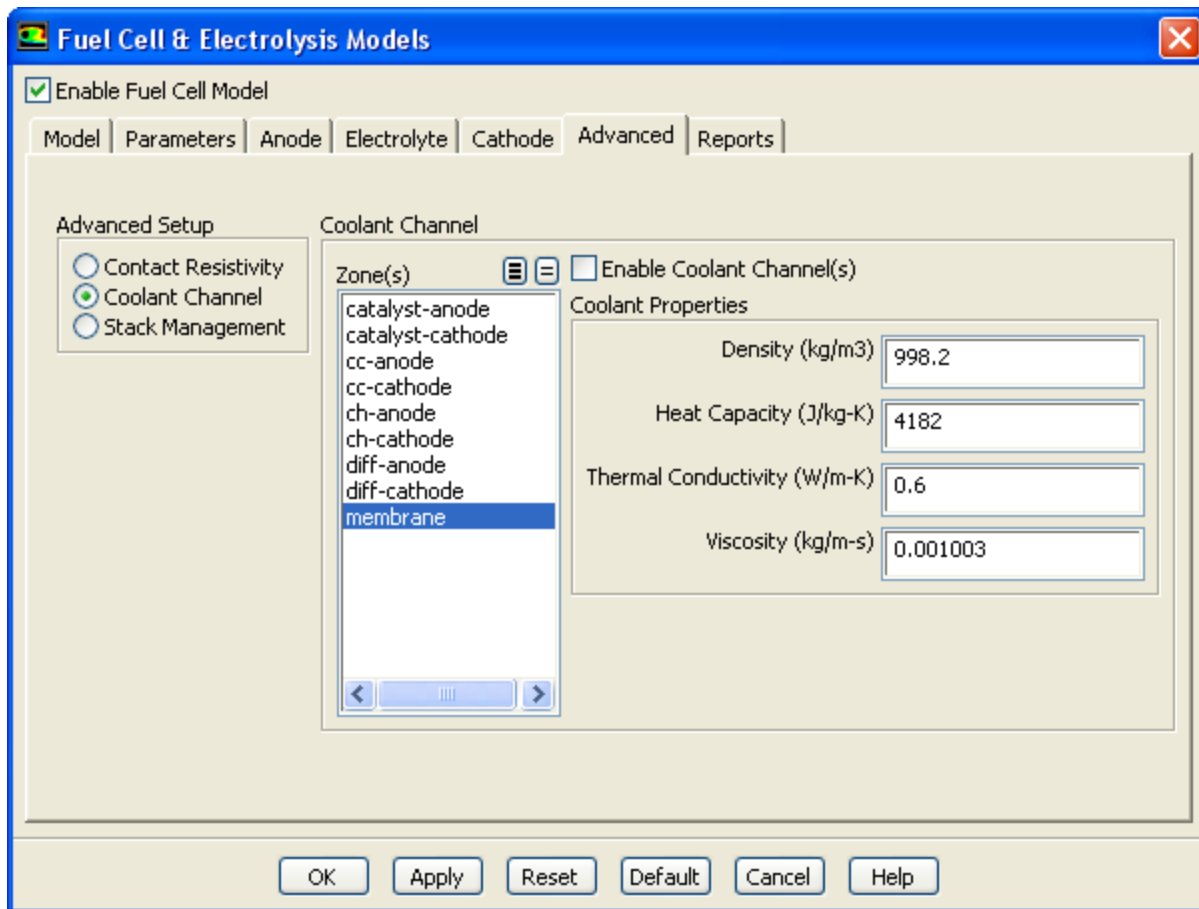 Fuel Cell & Electrolysis Models
Enable Fuel Cell Model
Model Parameters Anode Electrolyte Cathode Advanced Reports
Advanced Setup
Contact Resistivity
Coolant Channel
Stack Management
Coolant Channel
Zone(s)
catalyst-anode
catalyst-cathode
cc-anode
cc-cathode
ch-anode
ch-cathode
diff-anode
diff-cathode
membrane
Enable Coolant Channel(s)
Coolant Properties
Density (kg/m3) 998.2
Heat Capacity (J/kg-K) 4182
Thermal Conductivity (W/m-K) 0.6
Viscosity (kg/m-s) 0.001003
OK Apply Reset Default Cancel Help